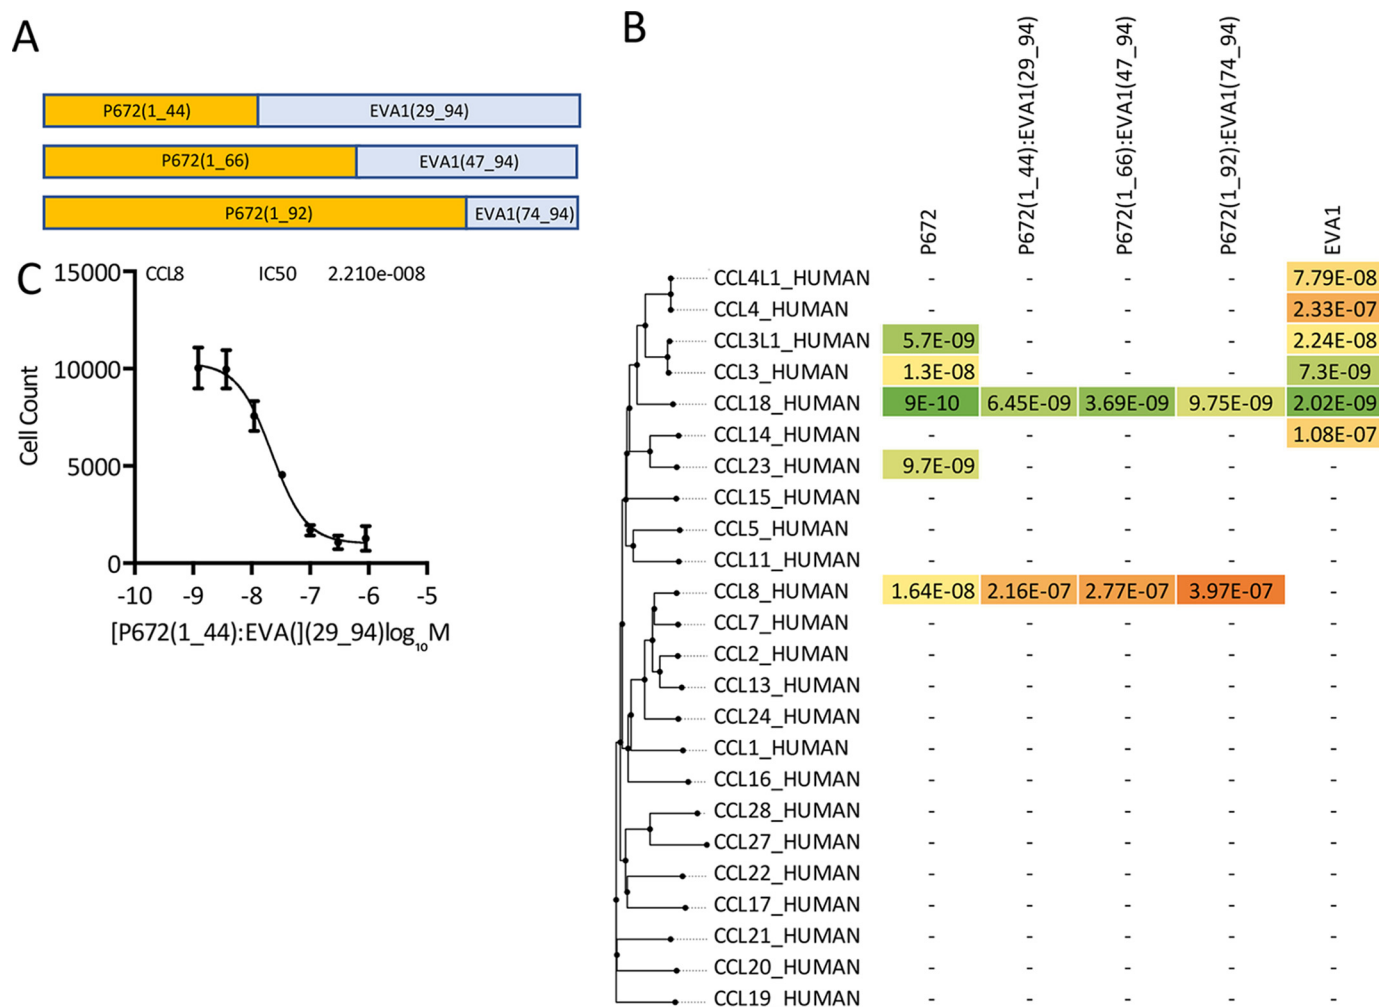 A
P672(1_44) EVA1(29_94)
P672(1_66) EVA1(47_94)
P672(1_92) EVA1(74_94)
C
CCL8 IC50 2.210e-008
15000
10000
5000
0
Cell Count
-10 -9 -8 -7 -6 -5
[P672(1_44):EVA(](29_94)log₁₀M
B
P672 P672(1_44):EVA1(29_94) P672(1_66):EVA1(47_94) P672(1_92):EVA1(74_94) EVA1
CCL4L1_HUMAN - - - - 7.79E-08
CCL4_HUMAN - - - - 2.33E-07
CCL3L1_HUMAN 5.7E-09 - - - 2.24E-08
CCL3_HUMAN 1.3E-08 - - - 7.3E-09
CCL18_HUMAN 9E-10 6.45E-09 3.69E-09 9.75E-09 2.02E-09
CCL14_HUMAN - - - - 1.08E-07
CCL23_HUMAN 9.7E-09 - - - -
CCL15_HUMAN - - - - -
CCL5_HUMAN - - - - -
CCL11_HUMAN - - - - -
CCL8_HUMAN 1.64E-08 2.16E-07 2.77E-07 3.97E-07 -
CCL7_HUMAN - - - - -
CCL2_HUMAN - - - - -
CCL13_HUMAN - - - - -
CCL24_HUMAN - - - - -
CCL1_HUMAN - - - - -
CCL16_HUMAN - - - - -
CCL28_HUMAN - - - - -
CCL27_HUMAN - - - - -
CCL22_HUMAN - - - - -
CCL17_HUMAN - - - - -
CCL21_HUMAN - - - - -
CCL20_HUMAN - - - - -
CCL19_HUMAN - - - - -